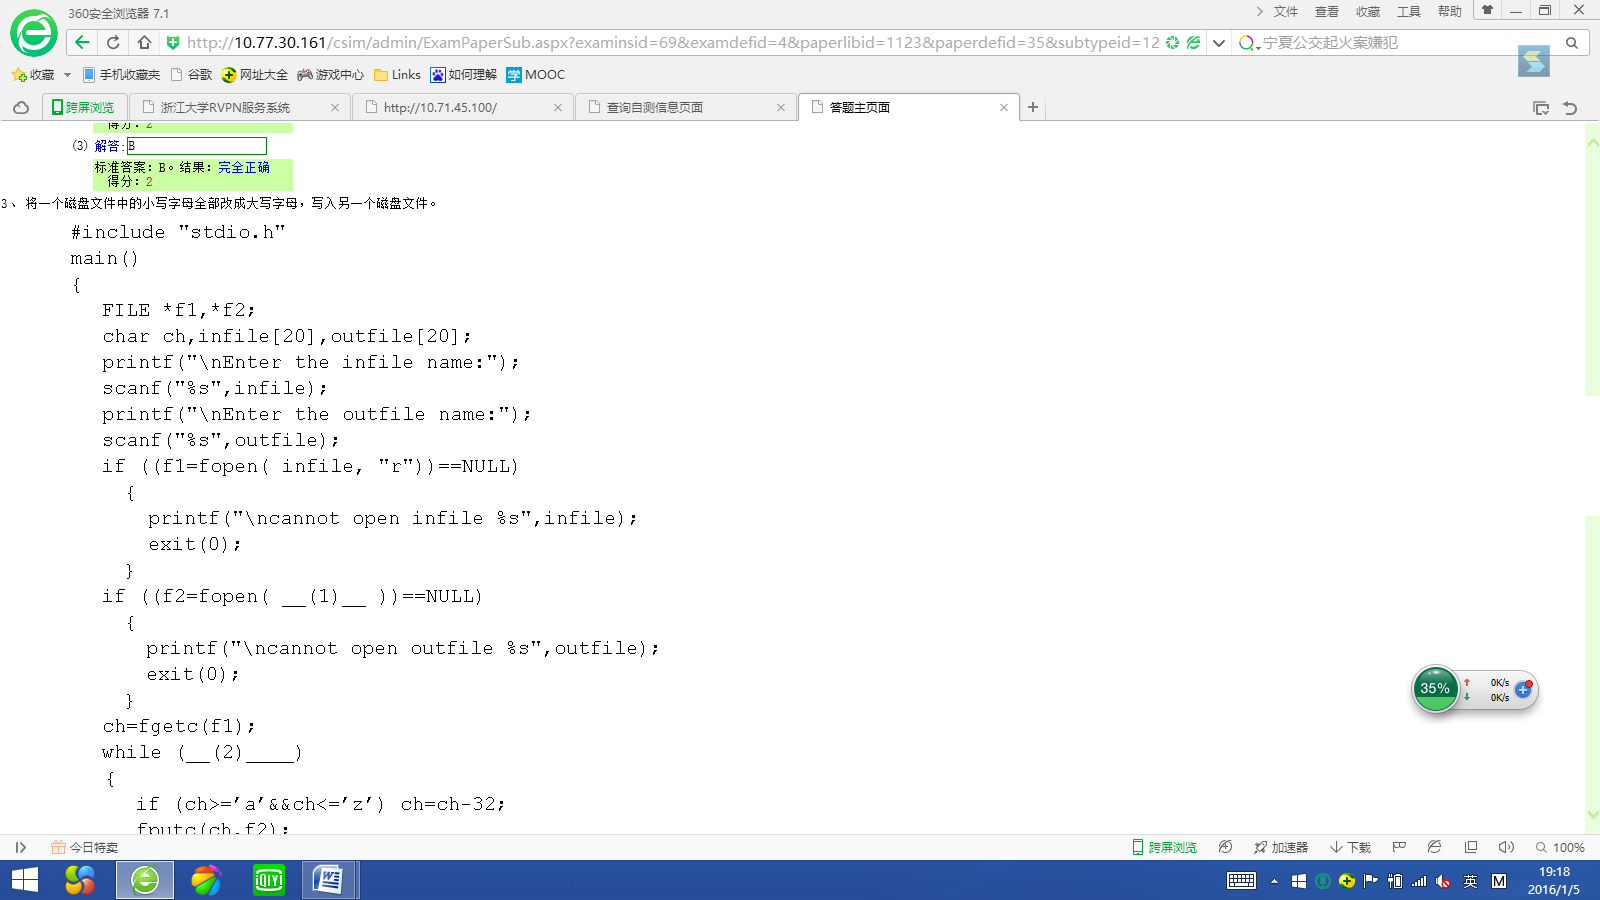 360安全浏览器 7.1
文件 查看 收藏 工具 帮助
http://10.77.30.161/csim/admin/ExamPaperSub.aspx?examinsid=69&examdefid=4&paperlibid=1123&paperdefid=35&subtypeid=12
宁夏公交起火案嫌犯
收藏 手机收藏夹 谷歌 网址大全 游戏中心 Links 如何理解 学 MOOC
跨屏浏览 浙江大学RVPN服务系统 http://10.71.45.100/ 查询自测信息页面 答题主页面
得分: 2
(3) 解答:B
标准答案: B。结果: 完全正确
得分: 2
3、将一个磁盘文件中的小写字母全部改成大写字母，写入另一个磁盘文件。
#include "stdio.h"
main()
{
FILE *f1,*f2;
char ch,infile[20],outfile[20];
printf("\nEnter the infile name:");
scanf("%s",infile);
printf("\nEnter the outfile name:");
scanf("%s",outfile);
if ((f1=fopen( infile, "r"))==NULL)
{
printf("\ncannot open infile %s",infile);
exit(0);
}
if ((f2=fopen( __(1)__ ))==NULL)
{
printf("\ncannot open outfile %s",outfile);
exit(0);
}
ch=fgetc(f1);
while (__(2)____)
{
if (ch>=’a’&&ch<=’z’) ch=ch-32;
fputc(ch,f2);
35%
0K/s
0K/s
今日特卖 跨屏浏览 加速器 下载 100%
QIYI
英 M
19:18
2016/1/5